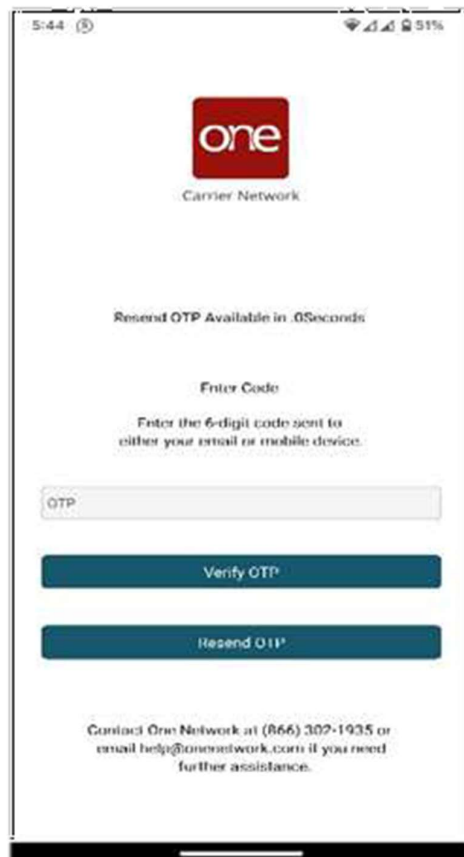 5:44
51%
one
Carrier Network
Resend OTP Available in .0Seconds
Enter Code
Enter the 6-digit code sent to
either your email or mobile device.
OTP
Verify OTP
Resend OTP
Contact One Network at (866) 302-1935 or
email help@onenetwork.com if you need
further assistance.